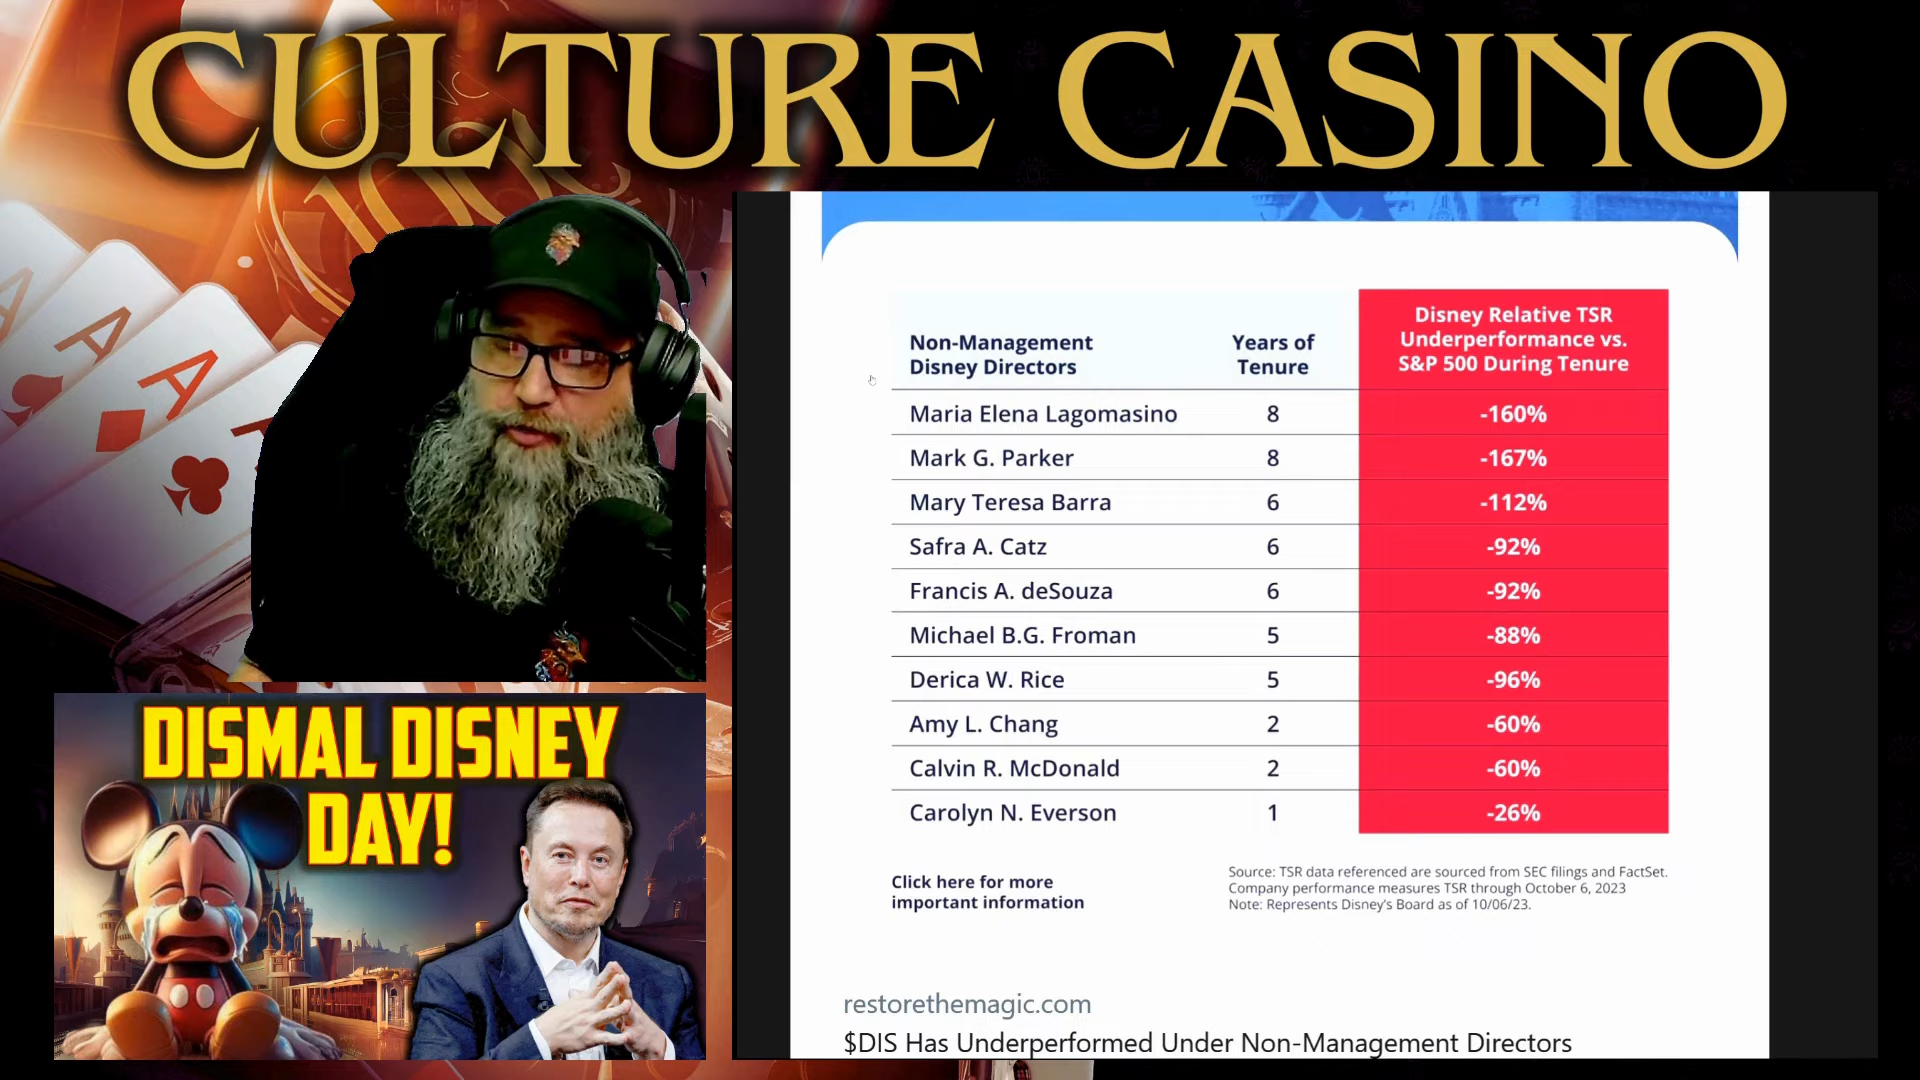 CULTURE CASINO
Non-Management
Disney Directors
Years of
Tenure
Disney Relative TSR
Underperformance vs.
S&P 500 During Tenure
Maria Elena Lagomasino 8 -160%
Mark G. Parker 8 -167%
Mary Teresa Barra 6 -112%
Safra A. Catz 6 -92%
Francis A. deSouza 6 -92%
Michael B.G. Froman 5 -88%
Derica W. Rice 5 -96%
Amy L. Chang 2 -60%
Calvin R. McDonald 2 -60%
Carolyn N. Everson 1 -26%
Click here for more
important information
Source: TSR data referenced are sourced from SEC filings and FactSet.
Company performance measures TSR through October 6, 2023
Note: Represents Disney's Board as of 10/06/23.
restorethemagic.com
$DIS Has Underperformed Under Non-Management Directors
DISMAL DISNEY
DAY!
A
A
A
100